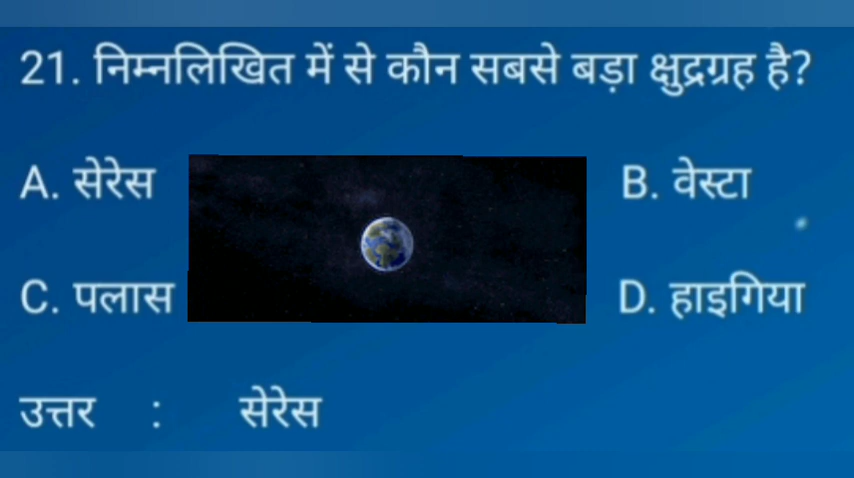 21. निम्नलिखित में से कौन सबसे बड़ा क्षुद्रग्रह है?
A. सेरेस B. वेस्टा
C. पलास D. हाइगिया
उत्तर : सेरेस